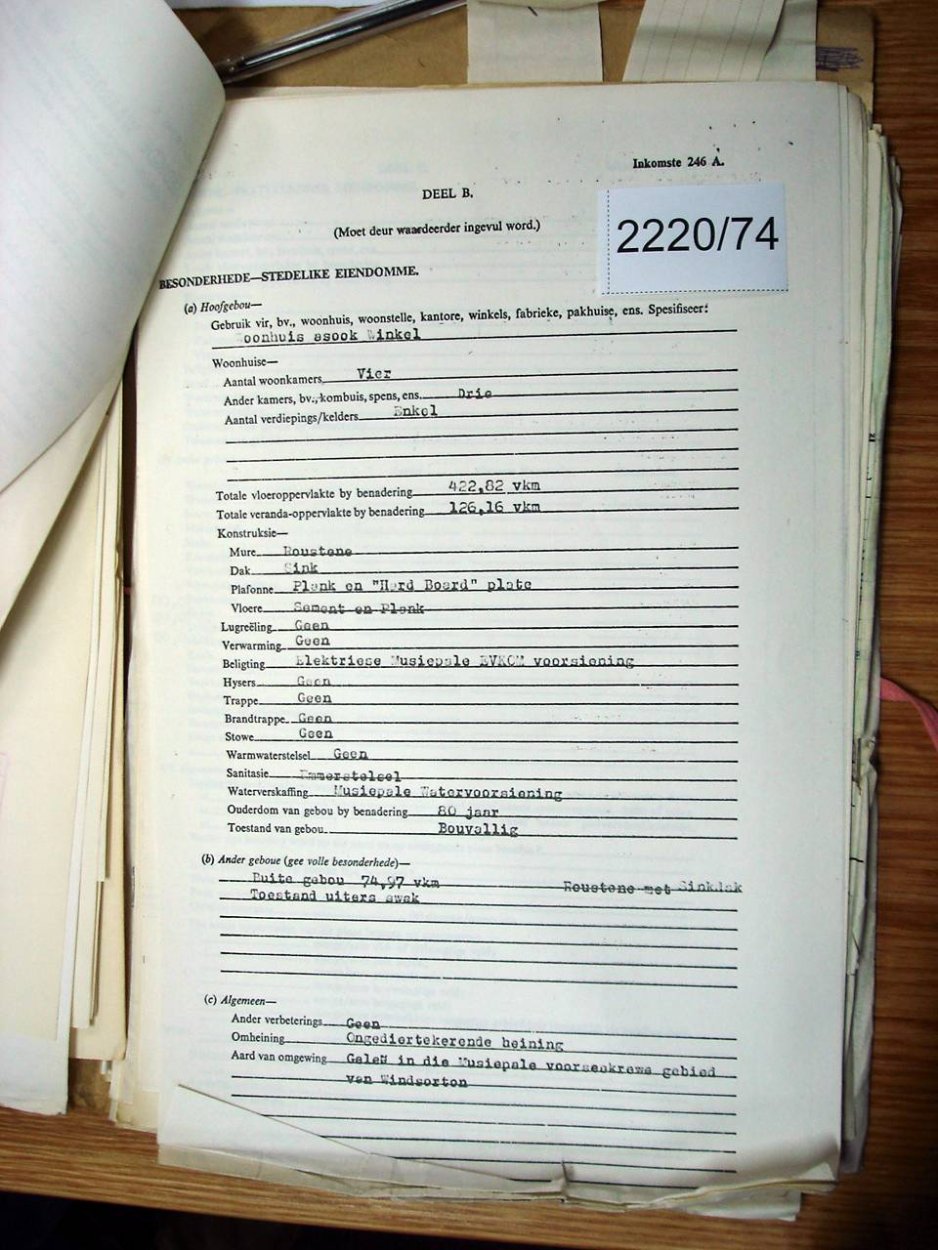 Inkomste 246 A.
DEEL B.
(Moet deur waardeerder ingevul word.)
2220/74
BESONDERHEDE—STEDELIKE EIENDOMME.
(a) Hoofgebou—
Gebruik vir, bv., woonhuis, woonstelle, kantore, winkels, fabrieke, pakhuise, ens. Spesifiseer:
oonhuis asook Winkel
Woonhuise—
Aantal woonkamers Vier
Ander kamers, bv., kombuis, spens, ens. Drie
Aantal verdiepings/kelders Enkel
Totale vloeroppervlakte by benadering 422,82 vkm
Totale veranda-oppervlakte by benadering 126,16 vkm
Konstruksie—
Mure Roustene
Dak Sink
Plafonne Plank en "Hard Board" plate
Vloere Sement en Plank
Lugreëling Geen
Verwarming Geen
Beligting Elektriese Musiepale EVKOM voorsiening
Hysers Geen
Trappe Geen
Brandtrappe Geen
Stowe Geen
Warmwaterstelsel Geen
Sanitasie Emmerstelsel
Waterverskaffing Musiepale Watervoorsiening
Ouderdom van gebou by benadering 80 jaar
Toestand van gebou Bouvallig
(b) Ander geboue (gee volle besonderhede)—
Buite gebou 74,97 vkm Roustene met Sinkdak
Toestand uiters swak
(c) Algemeen—
Ander verbeterings Geen
Omheining Ongediertekerende heining
Aard van omgewing Geleë in die Musiepale gebied
van Windsorton